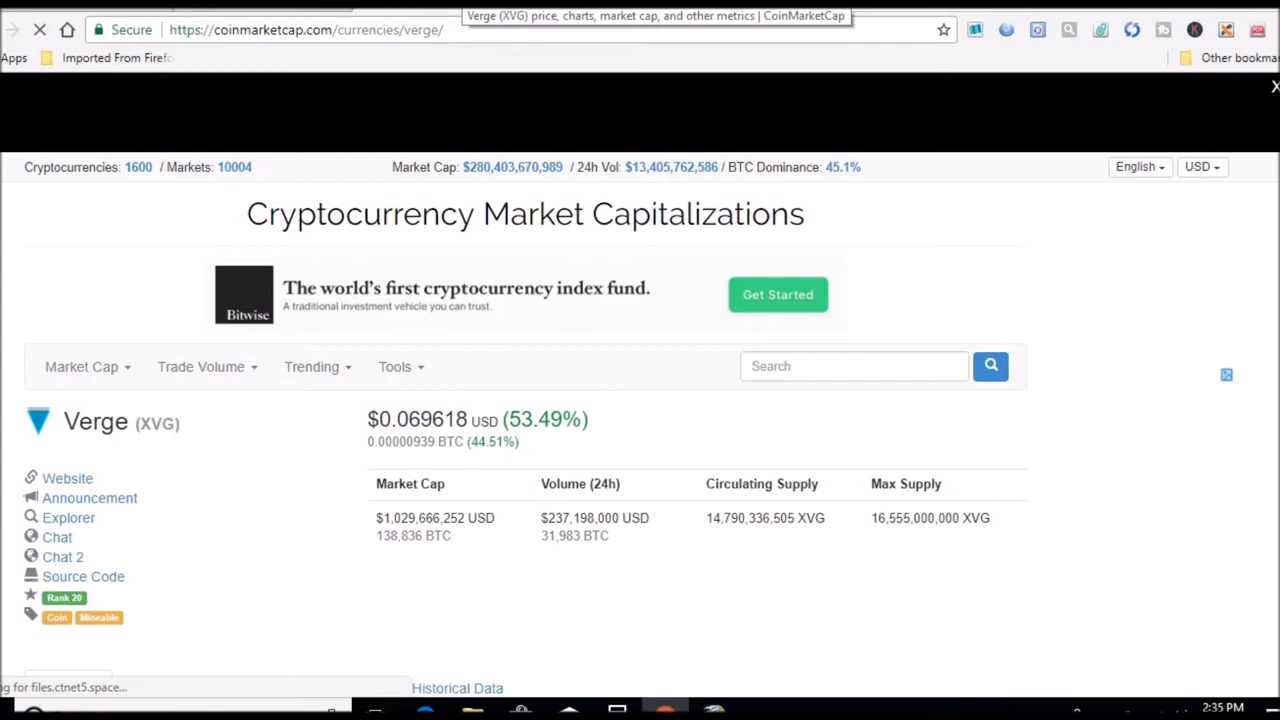 Verge (XVG) price, charts, market cap, and other metrics | CoinMarketCap
Secure https://coinmarketcap.com/currencies/verge/
Apps Imported From Firefo Other bookma
X
Cryptocurrencies: 1600 / Markets: 10004 Market Cap: $280,403,670,989 / 24h Vol: $13,405,762,586 / BTC Dominance: 45.1% English USD
Cryptocurrency Market Capitalizations
The world's first cryptocurrency index fund.
A traditional investment vehicle you can trust.
Bitwise
Get Started
Market Cap Trade Volume Trending Tools Search
Verge (XVG) $0.069618 USD (53.49%)
0.00000939 BTC (44.51%)
Website
Announcement
Explorer
Chat
Chat 2
Source Code
Rank 20
Coin Mineable
Market Cap Volume (24h) Circulating Supply Max Supply
$1,029,666,252 USD $237,198,000 USD 14,790,336,505 XVG 16,555,000,000 XVG
138,836 BTC 31,983 BTC
ng for files.ctnet5.space... Historical Data
2:35 PM